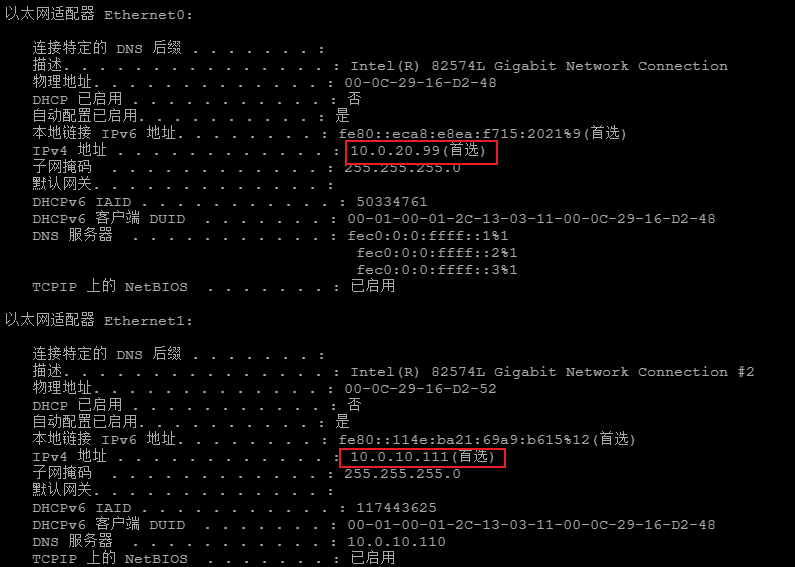 以太网适配器 Ethernet0:
连接特定的 DNS 后缀 . . . . . . . :
描述. . . . . . . . . . . . . . . : Intel(R) 82574L Gigabit Network Connection
物理地址. . . . . . . . . . . . . : 00-0C-29-16-D2-48
DHCP 已启用 . . . . . . . . . . . : 否
自动配置已启用. . . . . . . . . . : 是
本地链接 IPv6 地址. . . . . . . . : fe80::eca8:e8ea:f715:2021%9(首选)
IPv4 地址 . . . . . . . . . . . . : 10.0.20.99(首选)
子网掩码 . . . . . . . . . . . . : 255.255.255.0
默认网关. . . . . . . . . . . . . :
DHCPv6 IAID . . . . . . . . . . . : 50334761
DHCPv6 客户端 DUID . . . . . . . : 00-01-00-01-2C-13-03-11-00-0C-29-16-D2-48
DNS 服务器 . . . . . . . . . . . : fec0:0:0:ffff::1%1
fec0:0:0:ffff::2%1
fec0:0:0:ffff::3%1
TCPIP 上的 NetBIOS . . . . . . . : 已启用
以太网适配器 Ethernet1:
连接特定的 DNS 后缀 . . . . . . . :
描述. . . . . . . . . . . . . . . : Intel(R) 82574L Gigabit Network Connection #2
物理地址. . . . . . . . . . . . . : 00-0C-29-16-D2-52
DHCP 已启用 . . . . . . . . . . . : 否
自动配置已启用. . . . . . . . . . : 是
本地链接 IPv6 地址. . . . . . . . : fe80::114e:ba21:69a9:b615%12(首选)
IPv4 地址 . . . . . . . . . . . . : 10.0.10.111(首选)
子网掩码 . . . . . . . . . . . . : 255.255.255.0
默认网关. . . . . . . . . . . . . :
DHCPv6 IAID . . . . . . . . . . . : 117443625
DHCPv6 客户端 DUID . . . . . . . : 00-01-00-01-2C-13-03-11-00-0C-29-16-D2-48
DNS 服务器 . . . . . . . . . . . : 10.0.10.110
TCPIP 上的 NetBIOS . . . . . . . : 已启用